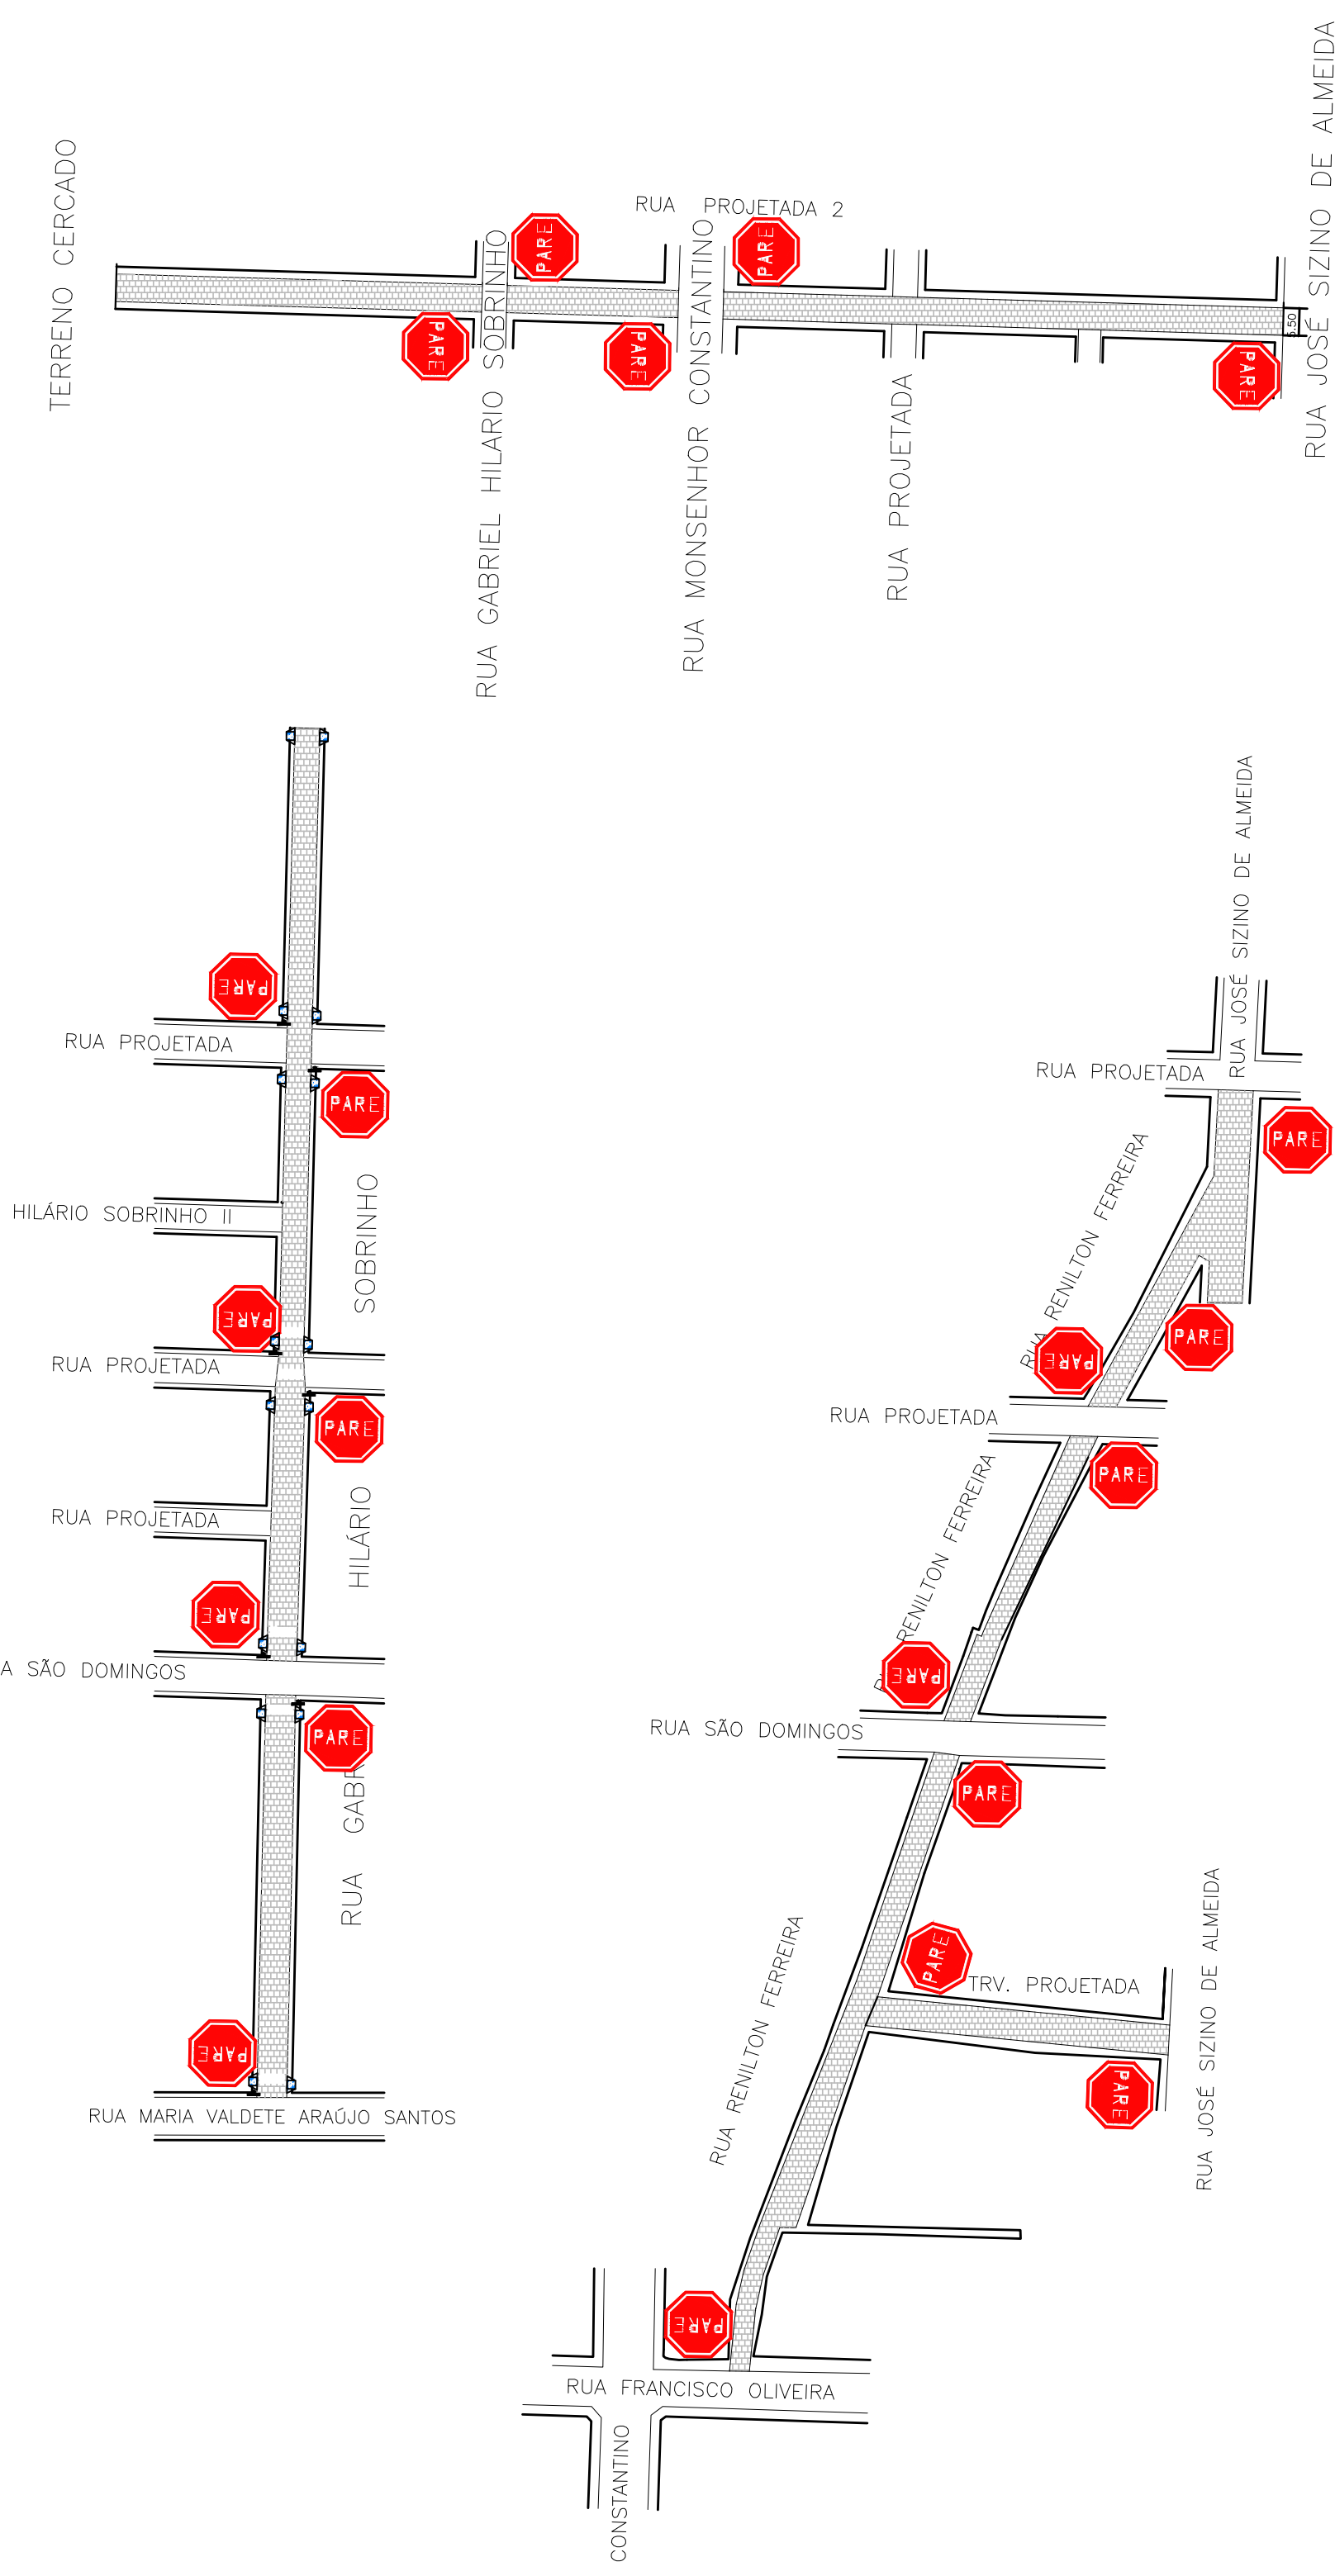 RUA JOSÉ SIZINO DE ALMEIDA
TERRENO CERCADO
RUA PROJETADA 2
PARE
PARE
RUA GABRIEL HILARIO SOBRINHO
RUA MONSENHOR CONSTANTINO
PARE
PARE
5.50
PARE
RUA PROJETADA
RUA JOSÉ SIZINO DE ALMEIDA
PARE
RUA PROJETADA
PARE
RUA PROJETADA
PARE
RUA RENILTON FERREIRA
HILÁRIO SOBRINHO II
SOBRINHO
PARE
PARE
PARE
RUA PROJETADA
PARE
RUA PROJETADA
PARE
RUA RENILTON FERREIRA
RUA PROJETADA
HILÁRIO
PARE
PARE
A SÃO DOMINGOS
RUA SÃO DOMINGOS
PARE
PARE
RUA GABR
PARE
TRV. PROJETADA
RUA JOSÉ SIZINO DE ALMEIDA
RUA RENILTON FERREIRA
PARE
PARE
RUA MARIA VALDETE ARAÚJO SANTOS
PARE
RUA FRANCISCO OLIVEIRA
CONSTANTINO